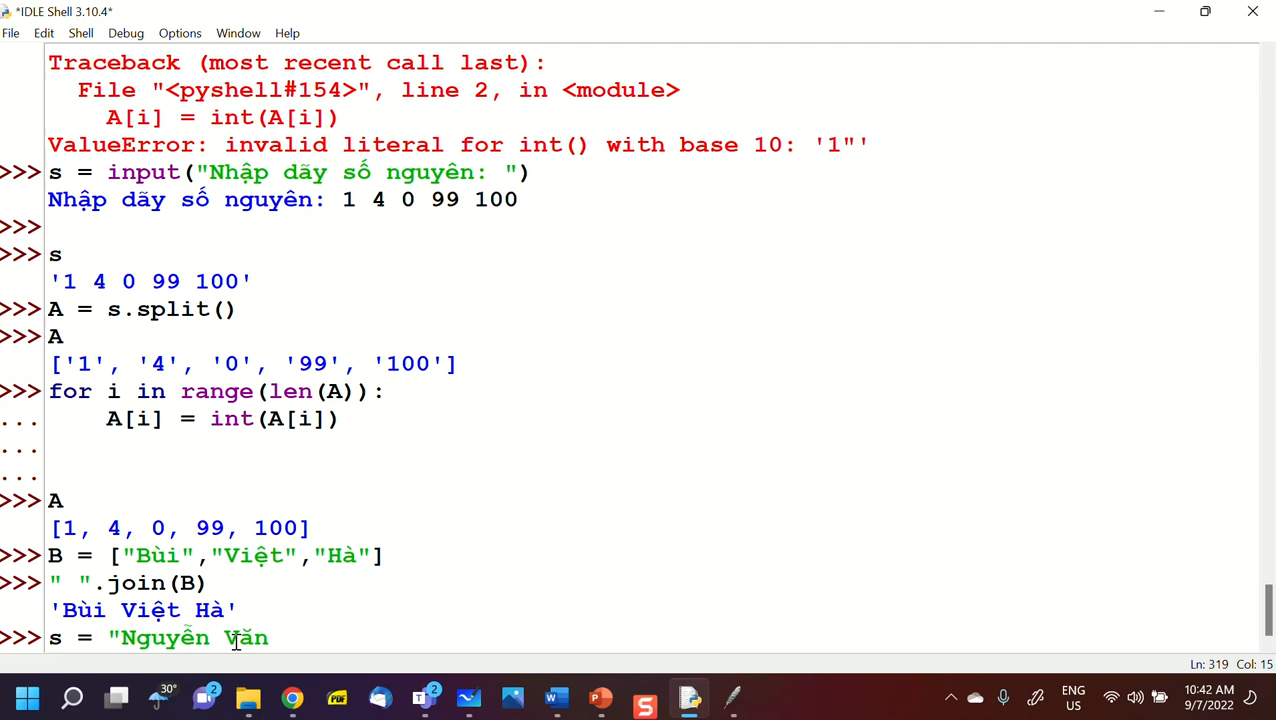 *IDLE Shell 3.10.4*
File Edit Shell Debug Options Window Help
Traceback (most recent call last):
File "<pyshell#154>", line 2, in <module>
A[i] = int(A[i])
ValueError: invalid literal for int() with base 10: '1"'
>>> s = input("Nhập dãy số nguyên: ")
Nhập dãy số nguyên: 1 4 0 99 100
>>>
>>> s
'1 4 0 99 100'
>>> A = s.split()
>>> A
['1', '4', '0', '99', '100']
>>> for i in range(len(A)):
... A[i] = int(A[i])
...
...
>>> A
[1, 4, 0, 99, 100]
>>> B = ["Bùi","Việt","Hà"]
>>> " ".join(B)
'Bùi Việt Hà'
>>> s = "Nguyễn Văn
Ln: 319 Col: 15
30° 2 PDF 2 W P S ENG 10:42 AM
US 9/7/2022